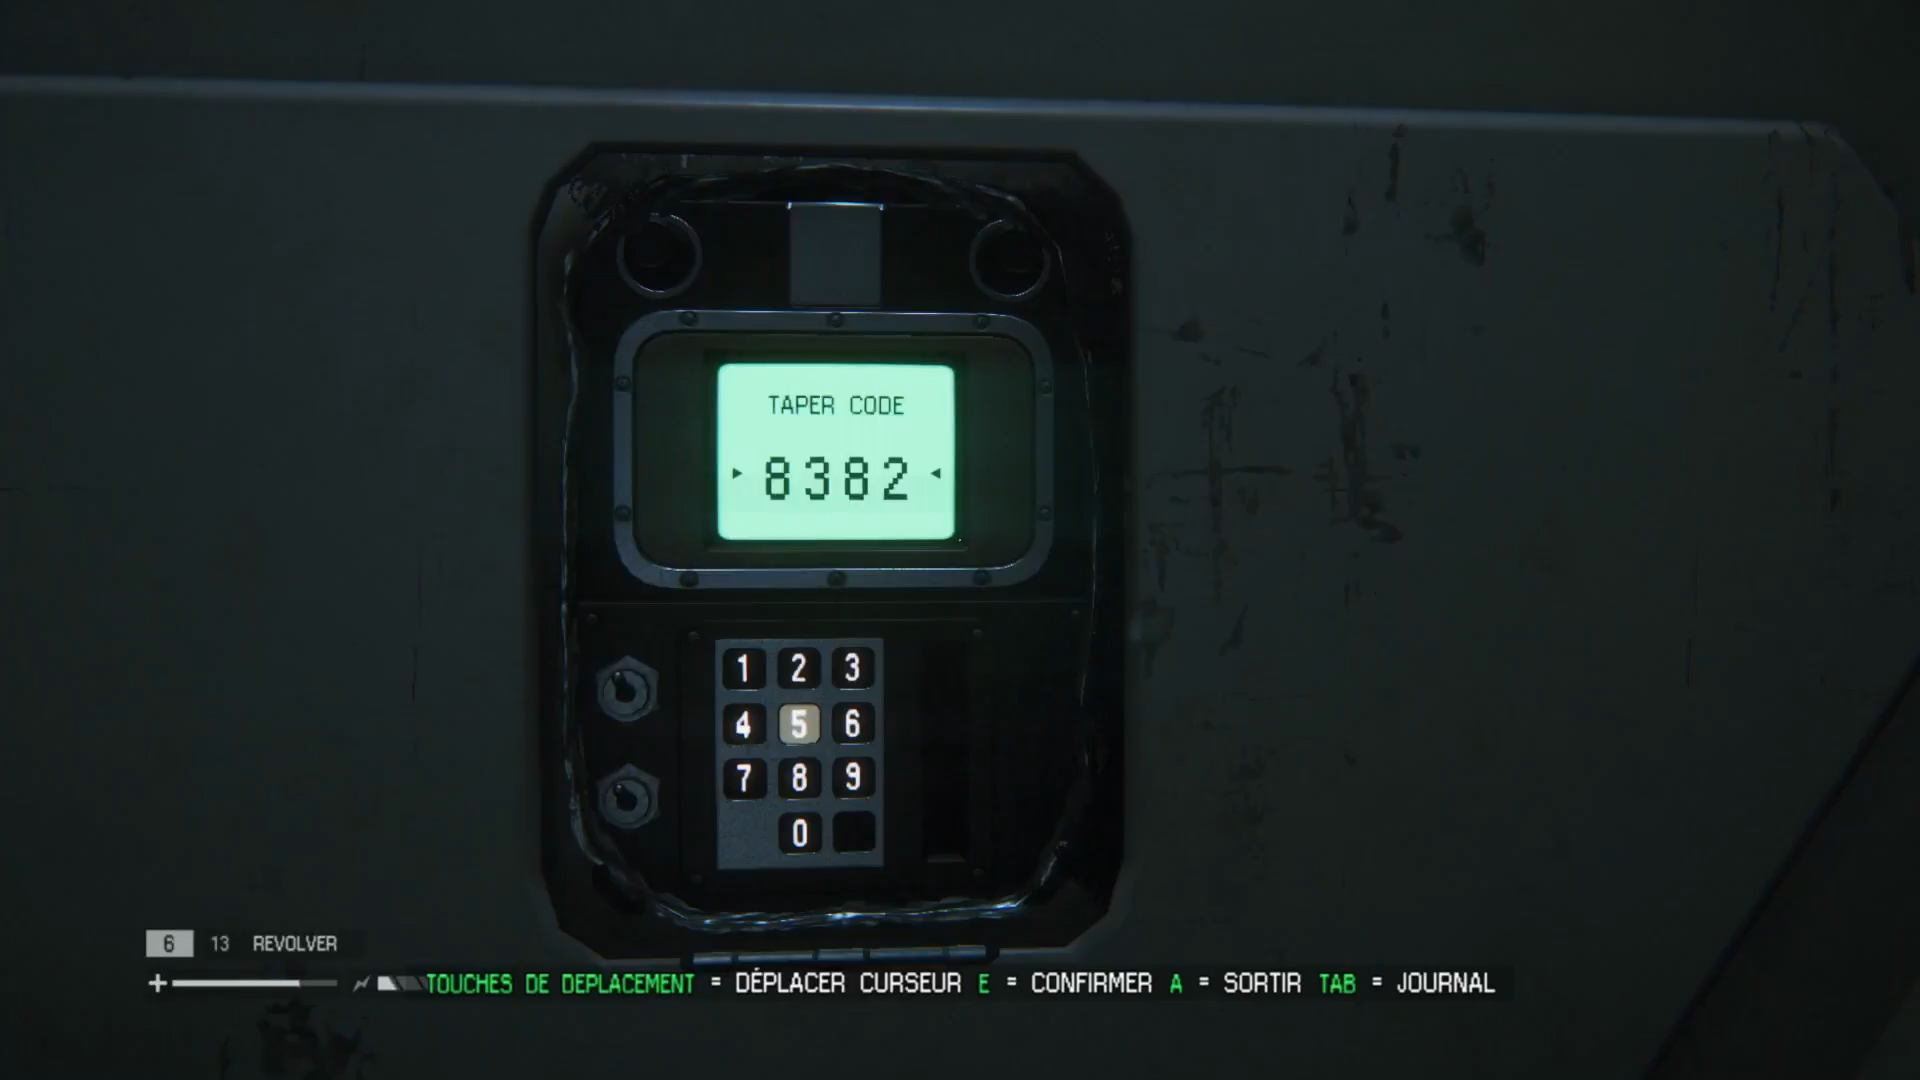 TAPER CODE
▸ 8382 ◂
1 2 3
4 5 6
7 8 9
0
6 13 REVOLVER
TOUCHES DE DEPLACEMENT = DÉPLACER CURSEUR E = CONFIRMER A = SORTIR TAB = JOURNAL